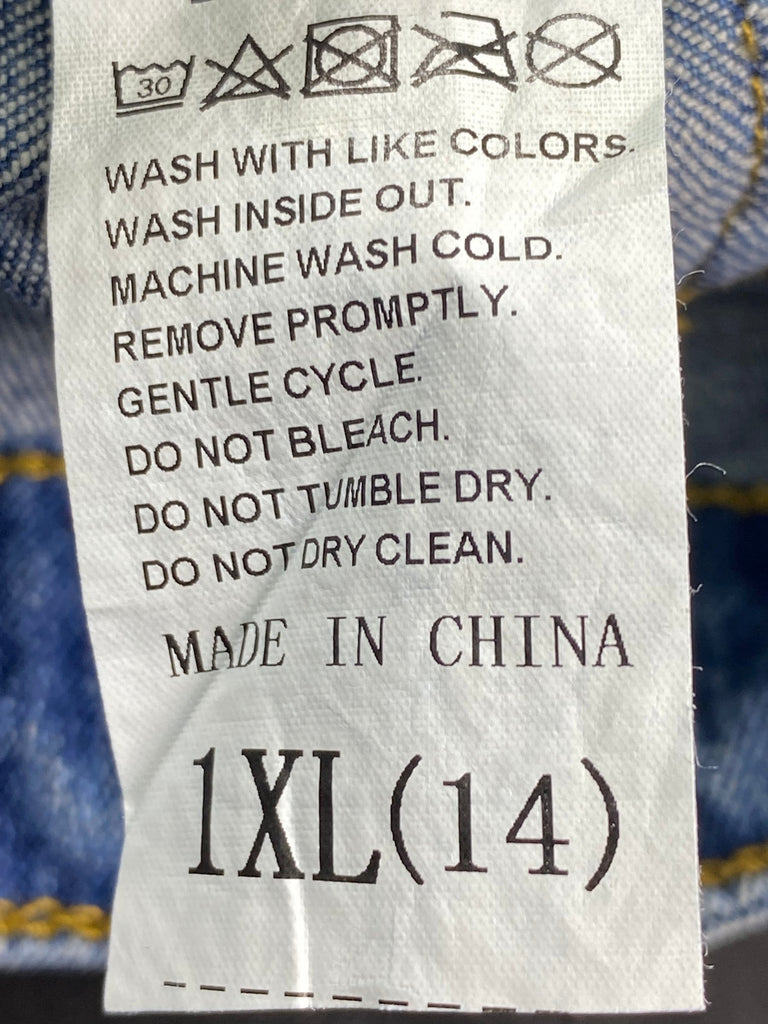 30
WASH WITH LIKE COLORS.
WASH INSIDE OUT.
MACHINE WASH COLD.
REMOVE PROMPTLY.
GENTLE CYCLE.
DO NOT BLEACH.
DO NOT TUMBLE DRY.
DO NOT DRY CLEAN.
MADE IN CHINA
1XL(14)